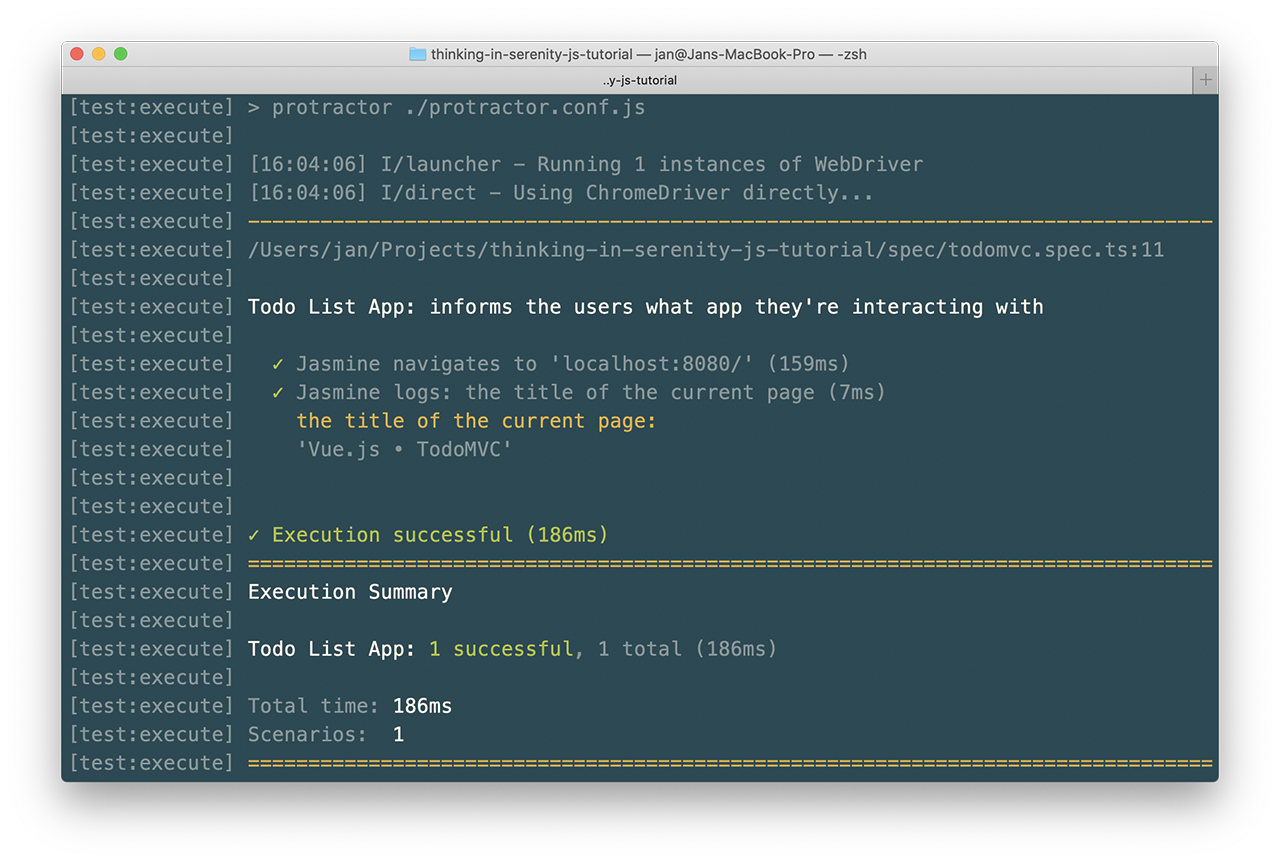 thinking-in-serenity-js-tutorial — jan@Jans-MacBook-Pro — -zsh
..y-js-tutorial
[test:execute] > protractor ./protractor.conf.js
[test:execute]
[test:execute] [16:04:06] I/launcher – Running 1 instances of WebDriver
[test:execute] [16:04:06] I/direct – Using ChromeDriver directly...
[test:execute] --------------------------------------------------------------------------------
[test:execute] /Users/jan/Projects/thinking-in-serenity-js-tutorial/spec/todomvc.spec.ts:11
[test:execute]
[test:execute] Todo List App: informs the users what app they're interacting with
[test:execute]
[test:execute]   ✓ Jasmine navigates to 'localhost:8080/' (159ms)
[test:execute]   ✓ Jasmine logs: the title of the current page (7ms)
[test:execute]     the title of the current page:
[test:execute]     'Vue.js • TodoMVC'
[test:execute]
[test:execute]
[test:execute] ✓ Execution successful (186ms)
[test:execute] ================================================================================
[test:execute] Execution Summary
[test:execute]
[test:execute] Todo List App: 1 successful, 1 total (186ms)
[test:execute]
[test:execute] Total time: 186ms
[test:execute] Scenarios:  1
[test:execute] ================================================================================